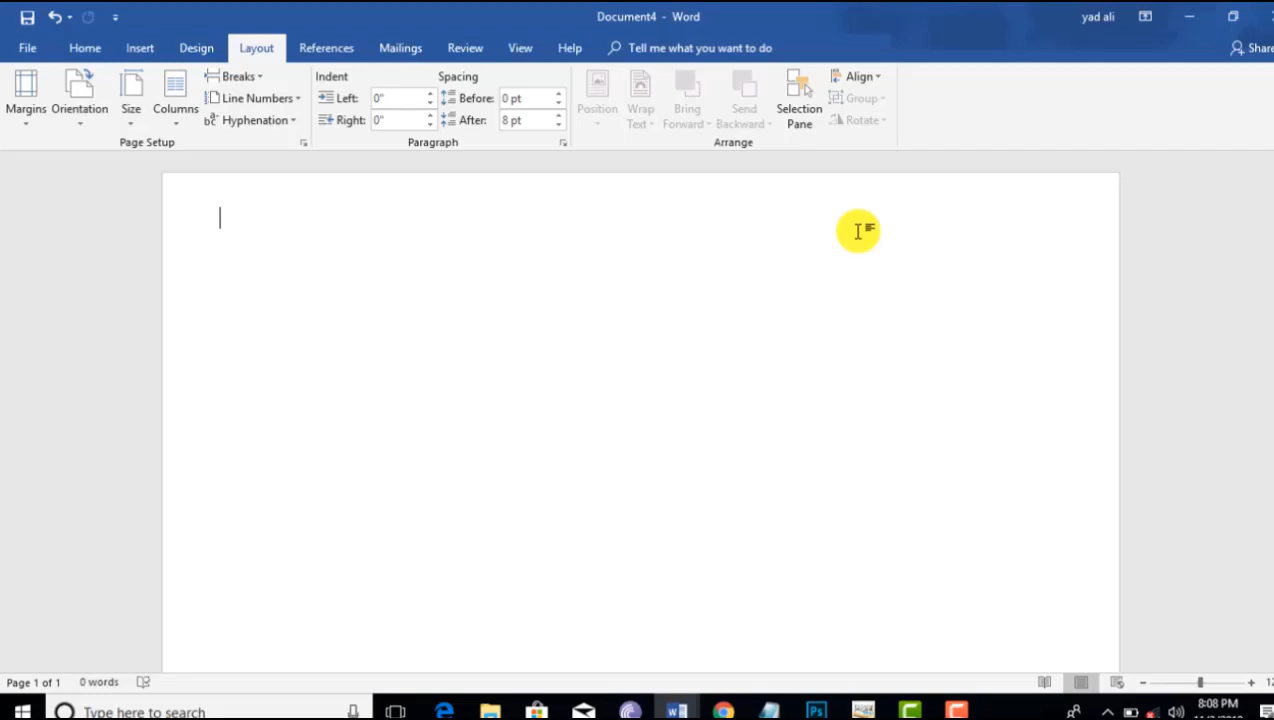 Document4 - Word
yad ali
File Home Insert Design Layout References Mailings Review View Help Tell me what you want to do Share
Margins Orientation Size Columns
Breaks
Line Numbers
Hyphenation
Page Setup
Indent Spacing
Left: 0" Before: 0 pt
Right: 0" After: 8 pt
Paragraph
Position Wrap Text Bring Forward Send Backward Selection Pane
Align
Group
Rotate
Arrange
Page 1 of 1 0 words
Type here to search
Ps
8:08 PM